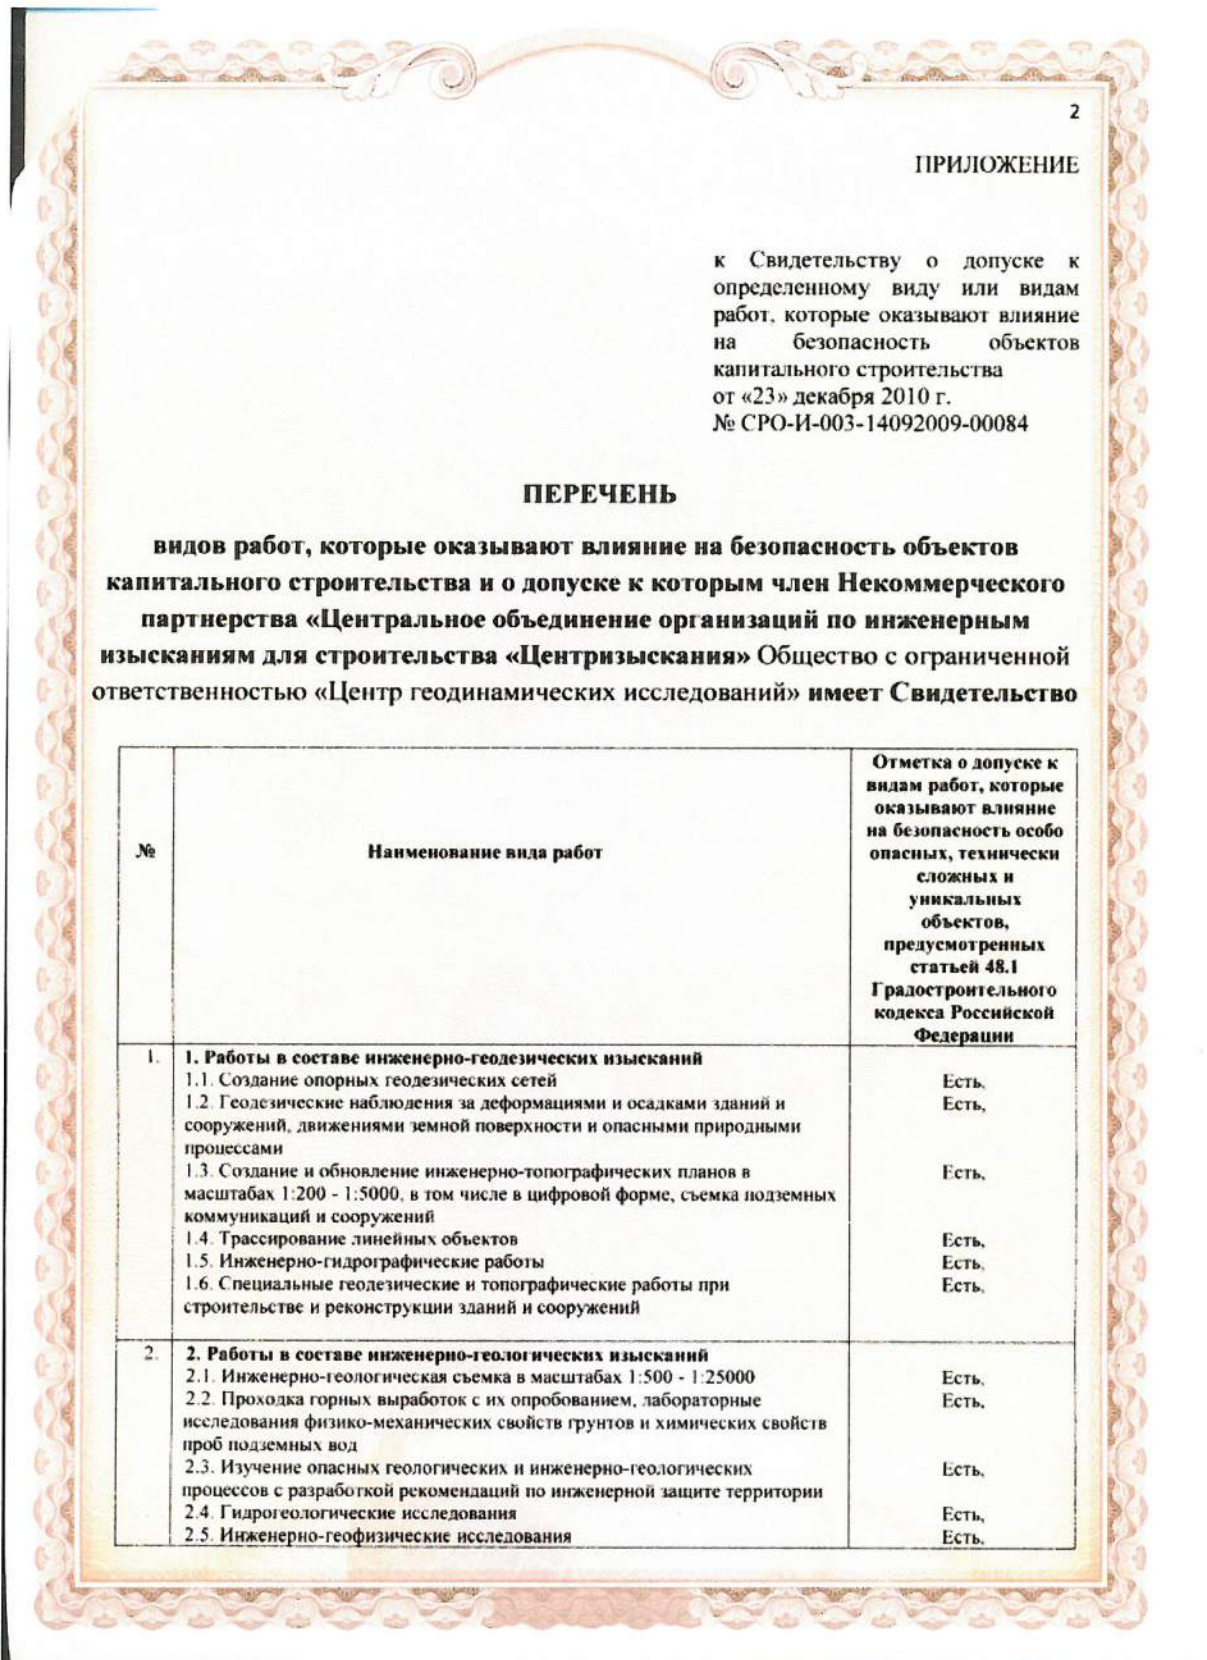 2
ПРИЛОЖЕНИЕ
к Свидетельству о допуске к
определенному виду или видам
работ, которые оказывают влияние
на безопасность объектов
капитального строительства
от «23» декабря 2010 г.
№ СРО-И-003-14092009-00084
ПЕРЕЧЕНЬ
видов работ, которые оказывают влияние на безопасность объектов
капитального строительства и о допуске к которым член Некоммерческого
партнерства «Центральное объединение организаций по инженерным
изысканиям для строительства «Центризыскания» Общество с ограниченной
ответственностью «Центр геодинамических исследований» имеет Свидетельство
№
Наименование вида работ
Отметка о допуске к
видам работ, которые
оказывают влияние
на безопасность особо
опасных, технически
сложных и
уникальных
объектов,
предусмотренных
статьей 48.1
Градостроительного
кодекса Российской
Федерации
1. 1. Работы в составе инженерно-геодезических изысканий
1.1. Создание опорных геодезических сетей Есть,
1.2. Геодезические наблюдения за деформациями и осадками зданий и Есть,
сооружений, движениями земной поверхности и опасными природными
процессами
1.3. Создание и обновление инженерно-топографических планов в Есть,
масштабах 1:200 - 1:5000, в том числе в цифровой форме, съемка подземных
коммуникаций и сооружений
1.4. Трассирование линейных объектов Есть,
1.5. Инженерно-гидрографические работы Есть,
1.6. Специальные геодезические и топографические работы при Есть,
строительстве и реконструкции зданий и сооружений
2. 2. Работы в составе инженерно-геологических изысканий
2.1. Инженерно-геологическая съемка в масштабах 1:500 - 1:25000 Есть,
2.2. Проходка горных выработок с их опробованием, лабораторные Есть,
исследования физико-механических свойств грунтов и химических свойств
проб подземных вод
2.3. Изучение опасных геологических и инженерно-геологических Есть,
процессов с разработкой рекомендаций по инженерной защите территории
2.4. Гидрогеологические исследования Есть,
2.5. Инженерно-геофизические исследования Есть,